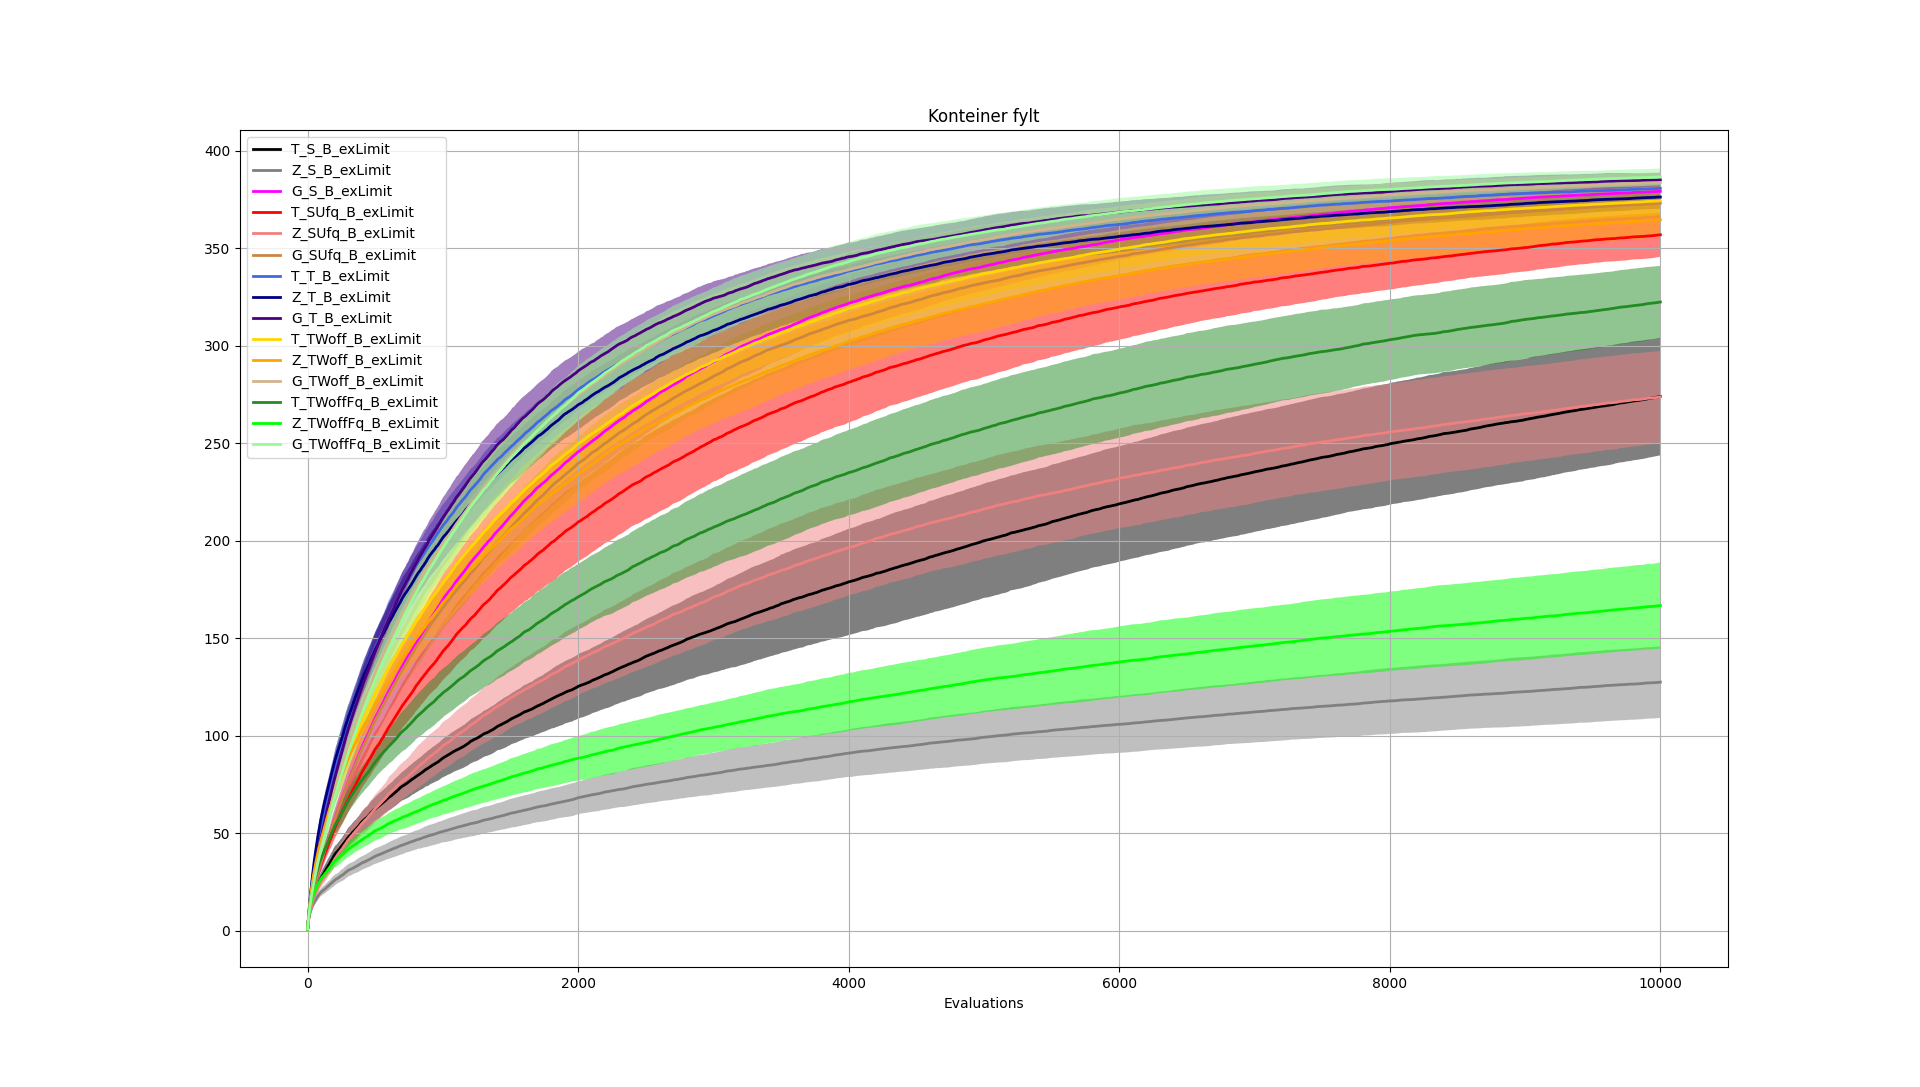 Konteiner fylt
400
350
300
250
200
150
100
50
0
T_S_B_exLimit
Z_S_B_exLimit
G_S_B_exLimit
T_SUfq_B_exLimit
Z_SUfq_B_exLimit
G_SUfq_B_exLimit
T_T_B_exLimit
Z_T_B_exLimit
G_T_B_exLimit
T_TWoff_B_exLimit
Z_TWoff_B_exLimit
G_TWoff_B_exLimit
T_TWoffFq_B_exLimit
Z_TWoffFq_B_exLimit
G_TWoffFq_B_exLimit
0 2000 4000 6000 8000 10000
Evaluations